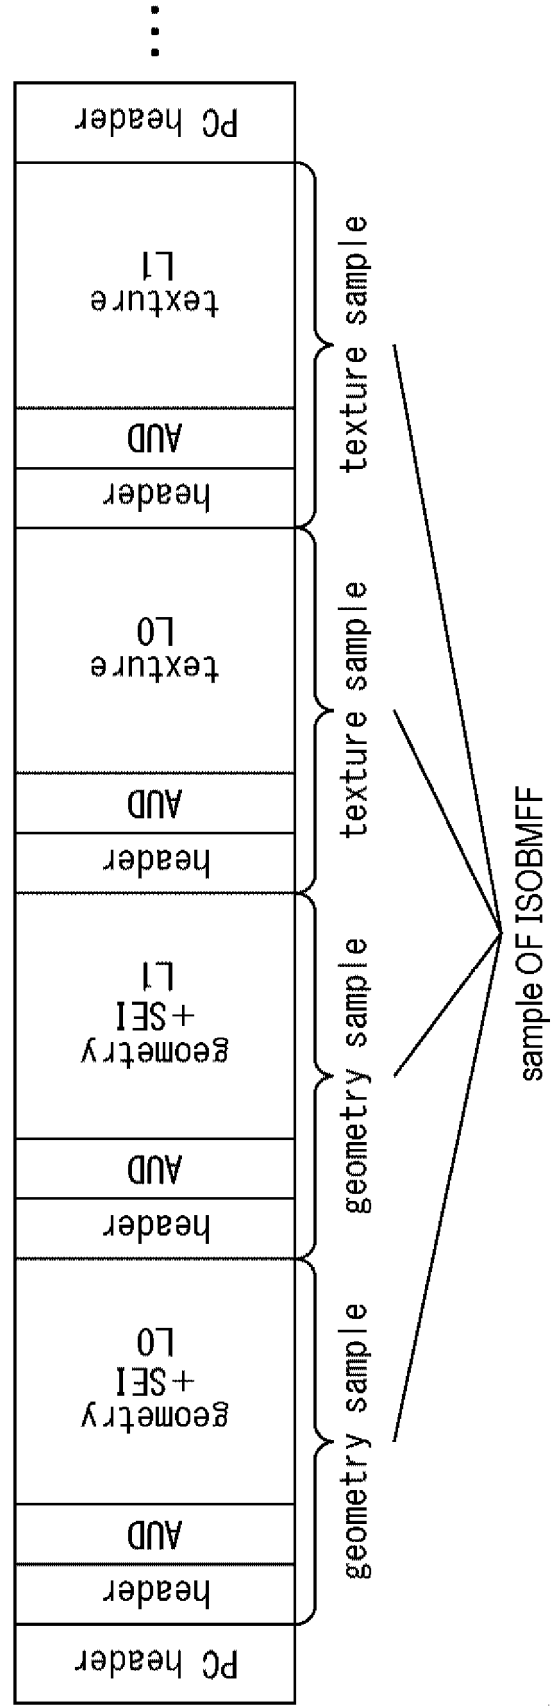 PC header
header
AUD
geometry
+SEI
L0
header
AUD
geometry
+SEI
L1
header
AUD
texture
L0
header
AUD
texture
L1
PC header
...
geometry sample
geometry sample
texture sample
texture sample
sample OF ISOBMFF